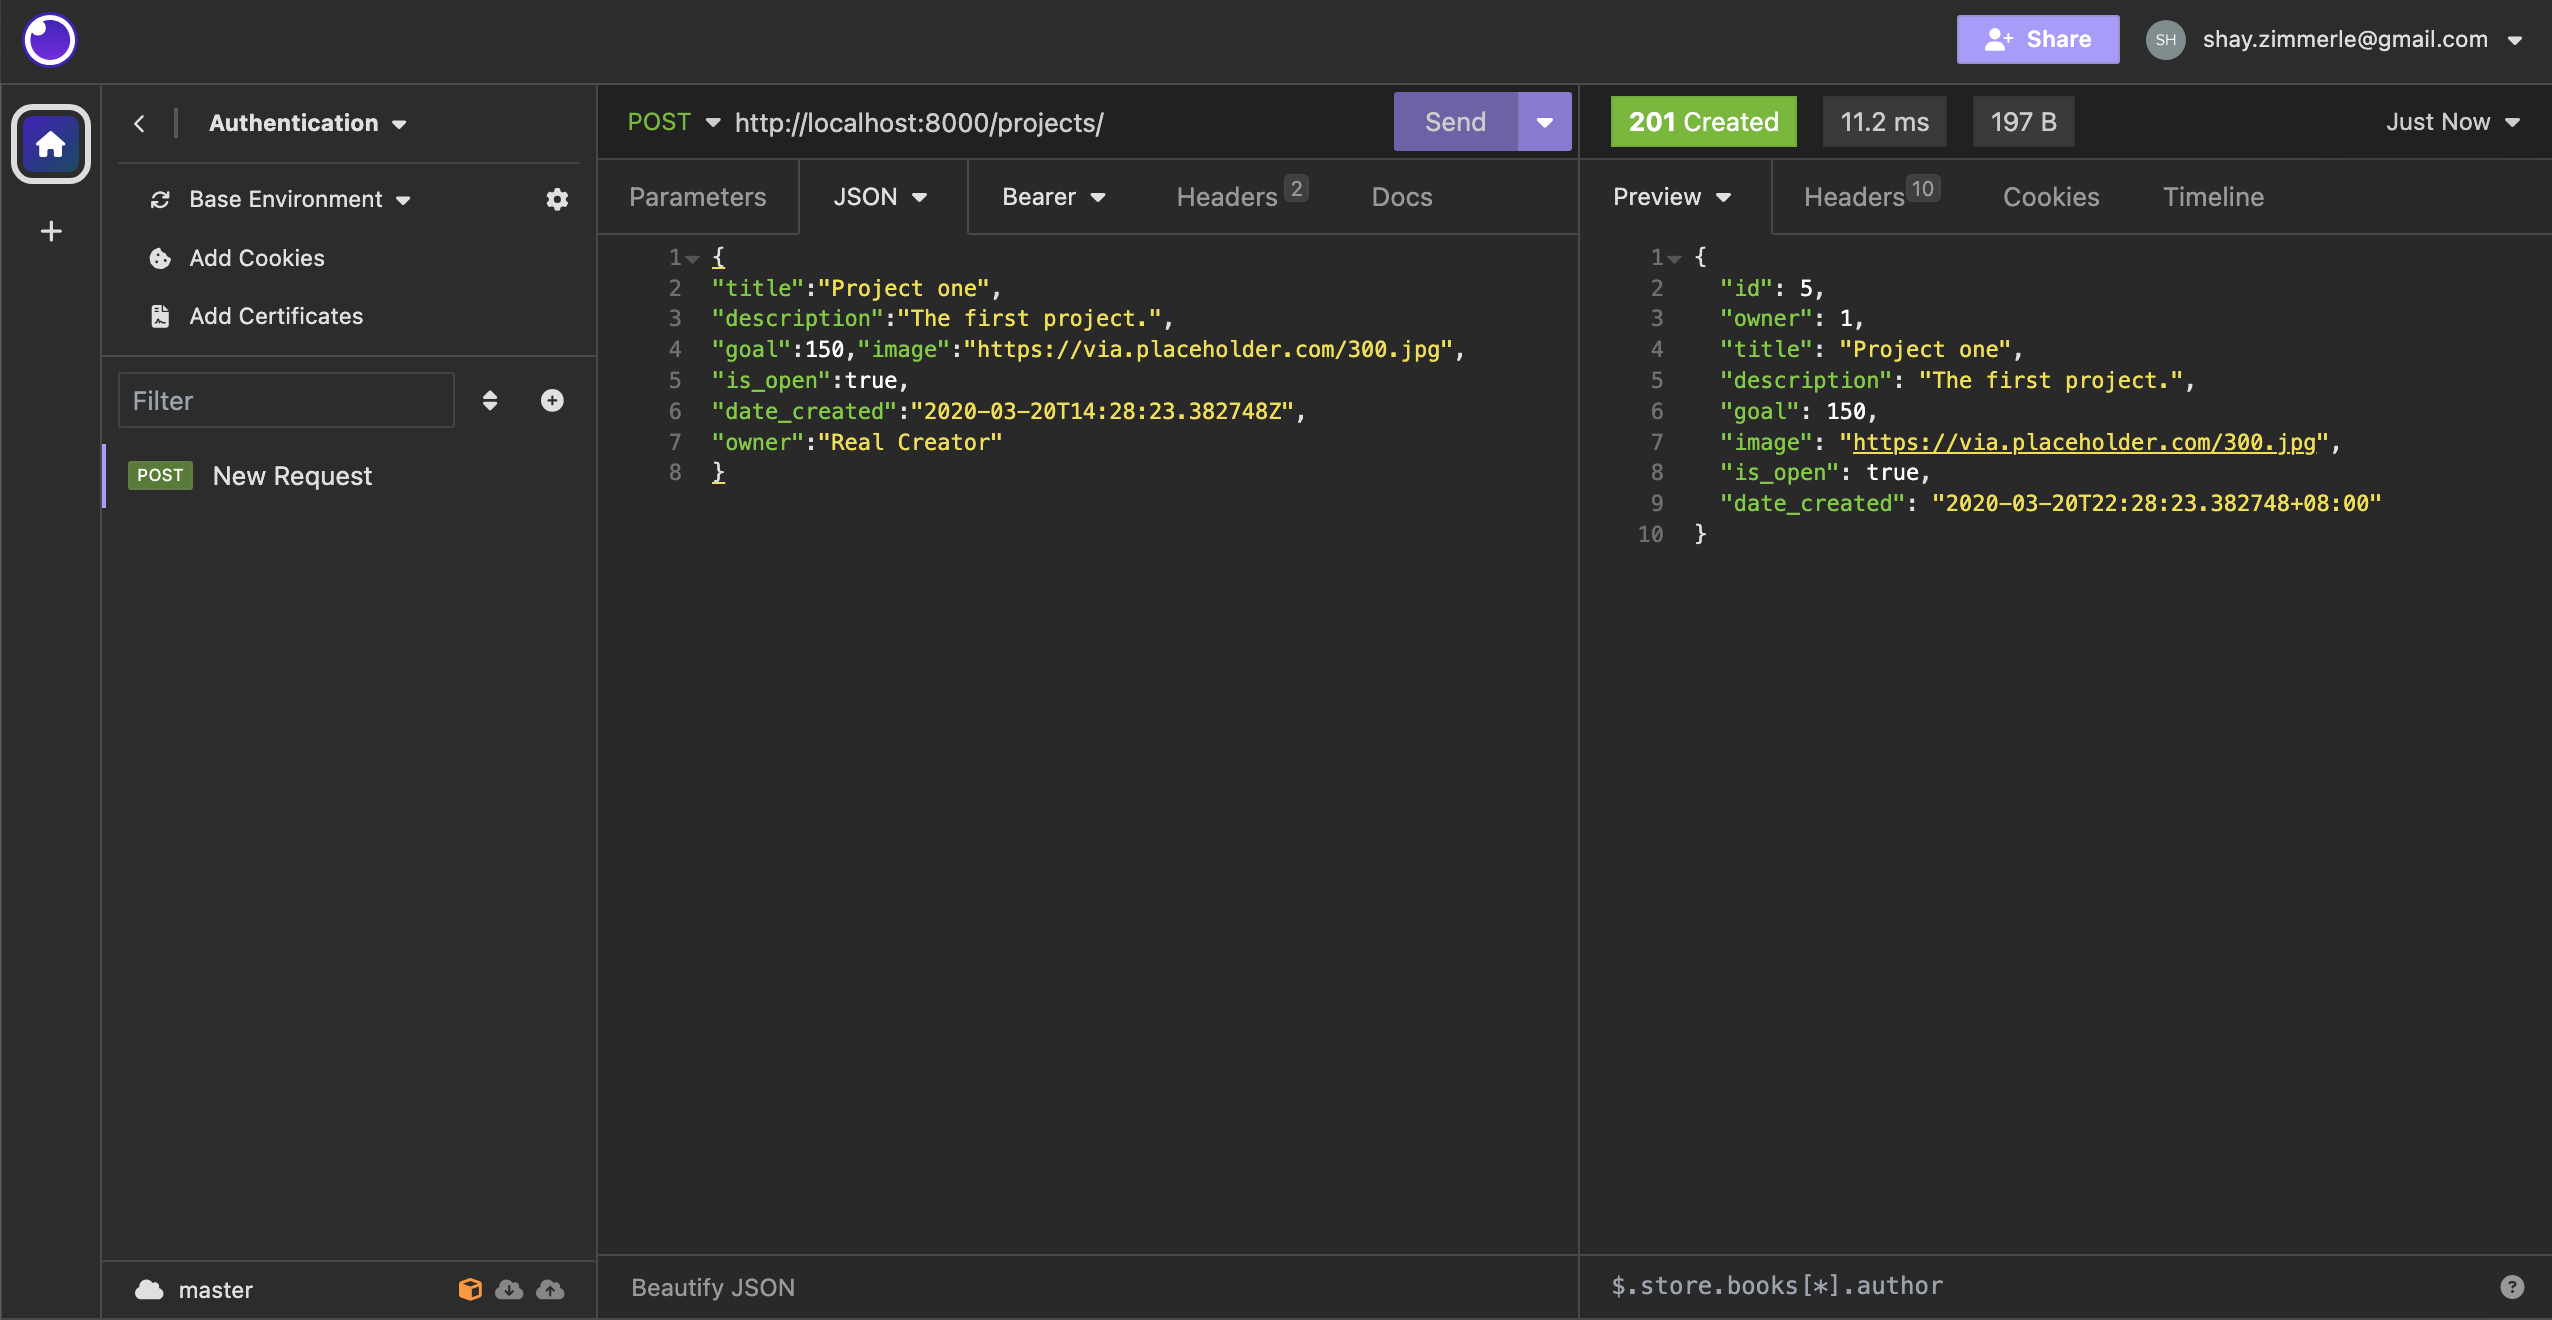 Share
SH
shay.zimmerle@gmail.com
Authentication
Base Environment
Add Cookies
Add Certificates
Filter
POST New Request
master
POST http://localhost:8000/projects/
Send
Parameters JSON Bearer Headers 2 Docs
1 {
2 "title":"Project one",
3 "description":"The first project.",
4 "goal":150,"image":"https://via.placeholder.com/300.jpg",
5 "is_open":true,
6 "date_created":"2020-03-20T14:28:23.382748Z",
7 "owner":"Real Creator"
8 }
Beautify JSON
201 Created 11.2 ms 197 B Just Now
Preview Headers 10 Cookies Timeline
1 {
2 "id": 5,
3 "owner": 1,
4 "title": "Project one",
5 "description": "The first project.",
6 "goal": 150,
7 "image": "https://via.placeholder.com/300.jpg",
8 "is_open": true,
9 "date_created": "2020-03-20T22:28:23.382748+08:00"
10 }
$.store.books[*].author
?